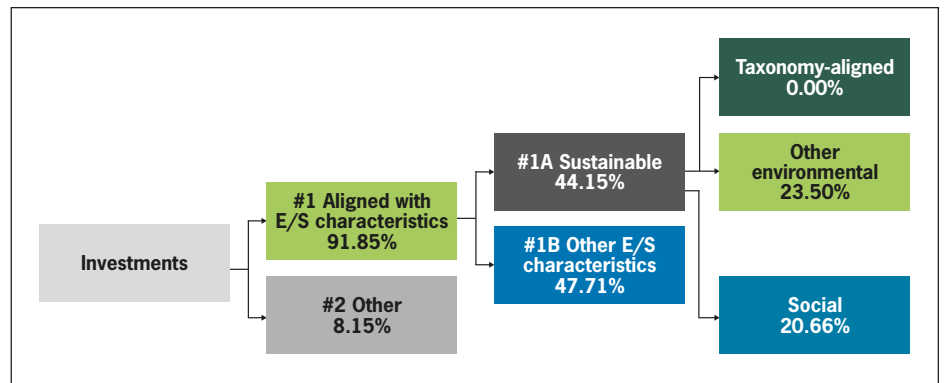 Investments
#1 Aligned with
E/S characteristics
91.85%
#2 Other
8.15%
#1A Sustainable
44.15%
#1B Other E/S
characteristics
47.71%
Taxonomy-aligned
0.00%
Other
environmental
23.50%
Social
20.66%